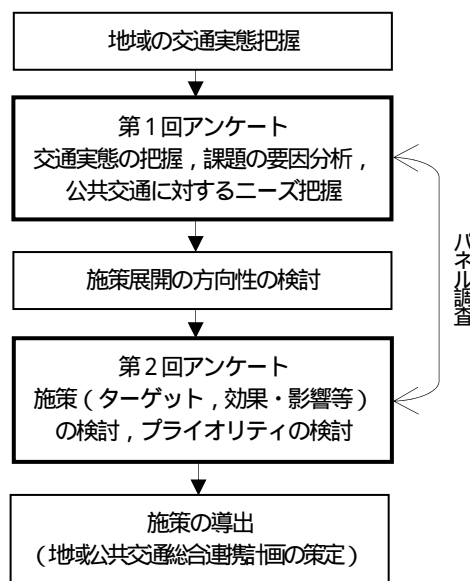 地域の交通実態把握
第1回アンケート
交通実態の把握，課題の要因分析，
公共交通に対するニーズ把握
施策展開の方向性の検討
第2回アンケート
施策（ターゲット，効果・影響等）
の検討，プライオリティの検討
施策の導出
（地域公共交通総合連携計画の策定）
パネル調査